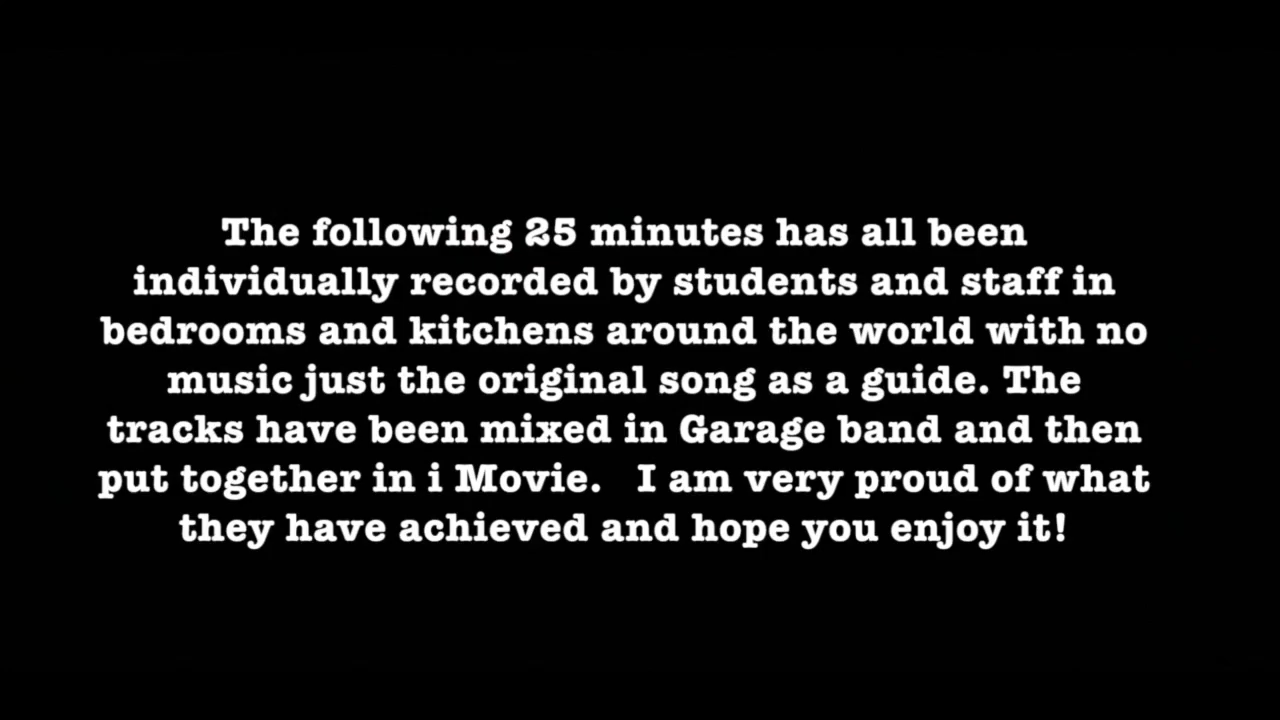 The following 25 minutes has all been
individually recorded by students and staff in
bedrooms and kitchens around the world with no
music just the original song as a guide. The
tracks have been mixed in Garage band and then
put together in i Movie.   I am very proud of what
they have achieved and hope you enjoy it!